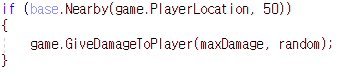 if (base.Nearby(game.PlayerLocation, 50))
{
    game.GiveDamageToPlayer(maxDamage, random);
}